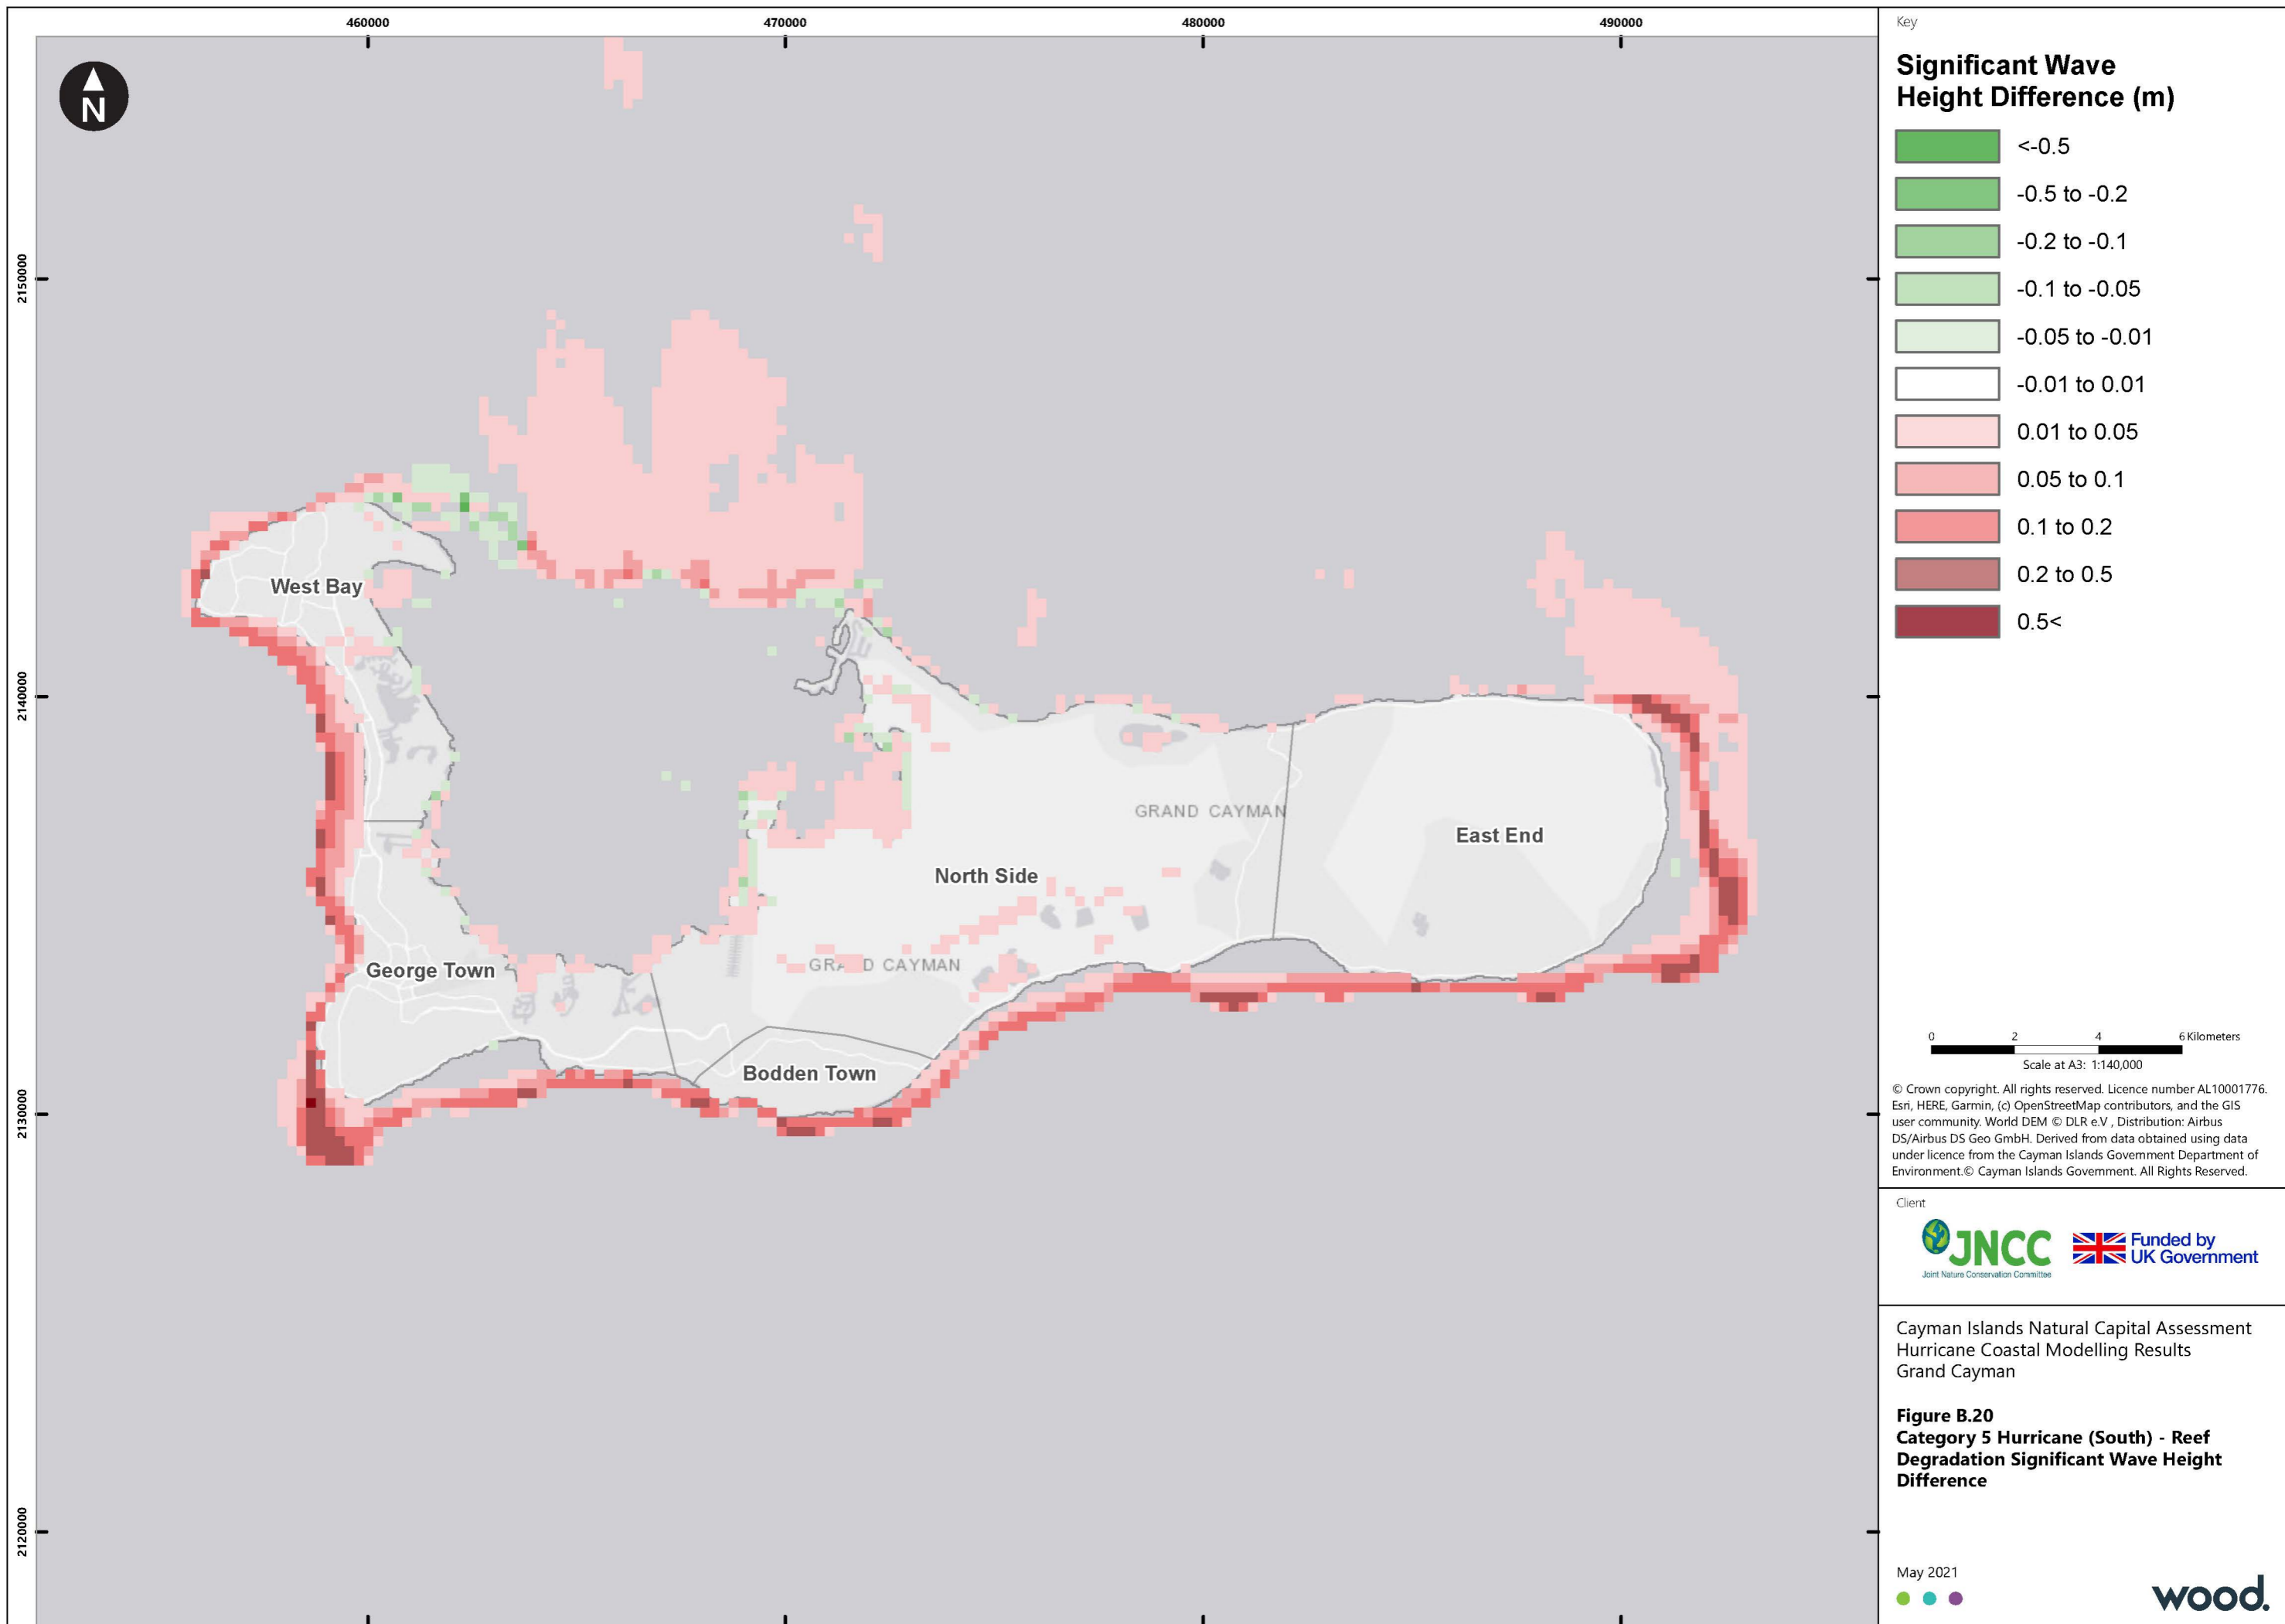 460000
470000
480000
490000
2150000
2140000
2130000
2120000
N
West Bay
George Town
Bodden Town
North Side
East End
GRAND CAYMAN
GRAND CAYMAN
Key
Significant Wave
Height Difference (m)
<-0.5
-0.5 to -0.2
-0.2 to -0.1
-0.1 to -0.05
-0.05 to -0.01
-0.01 to 0.01
0.01 to 0.05
0.05 to 0.1
0.1 to 0.2
0.2 to 0.5
0.5<
0 2 4 6 Kilometers
Scale at A3: 1:140,000
© Crown copyright. All rights reserved. Licence number AL10001776.
Esri, HERE, Garmin, (c) OpenStreetMap contributors, and the GIS
user community. World DEM © DLR e.V , Distribution: Airbus
DS/Airbus DS Geo GmbH. Derived from data obtained using data
under licence from the Cayman Islands Government Department of
Environment.© Cayman Islands Government. All Rights Reserved.
Client
JNCC
Joint Nature Conservation Committee
Funded by
UK Government
Cayman Islands Natural Capital Assessment
Hurricane Coastal Modelling Results
Grand Cayman
Figure B.20
Category 5 Hurricane (South) - Reef
Degradation Significant Wave Height
Difference
May 2021
wood.